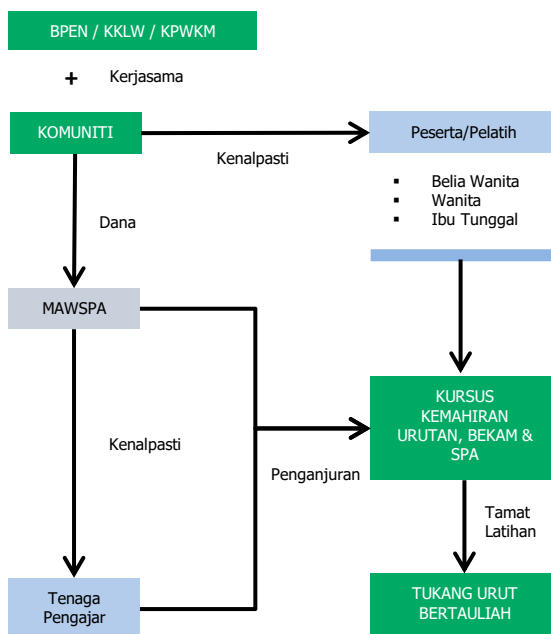 BPEN / KKLW / KPWKM
+ Kerjasama
KOMUNITI
Kenalpasti
Peserta/Pelatih
▪ Belia Wanita
▪ Wanita
▪ Ibu Tunggal
Dana
MAWSPA
Kenalpasti
Penganjuran
KURSUS
KEMAHIRAN
URUTAN, BEKAM &
SPA
Tamat
Latihan
Tenaga
Pengajar
TUKANG URUT
BERTAULIAH